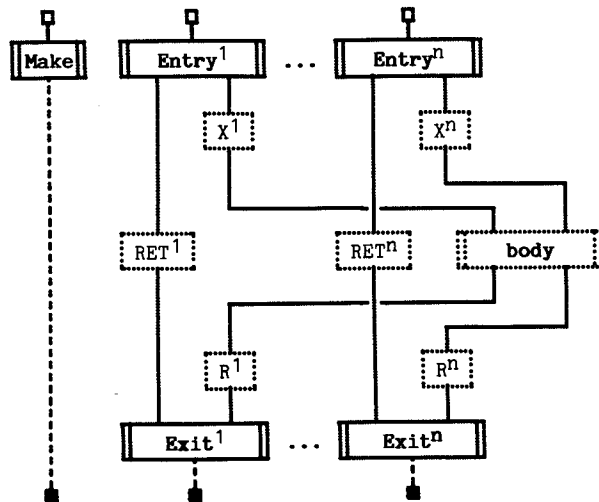 Make Entry¹ ... Entryⁿ
X¹ Xⁿ
RET¹ RETⁿ body
R¹ Rⁿ
Exit¹ ... Exitⁿ